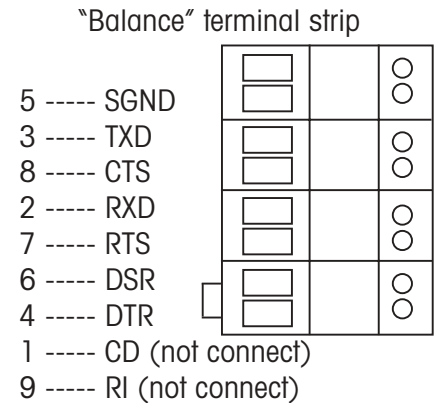 "Balance" terminal strip
5 ----- SGND
3 ----- TXD
8 ----- CTS
2 ----- RXD
7 ----- RTS
6 ----- DSR
4 ----- DTR
1 ----- CD (not connect)
9 ----- RI (not connect)